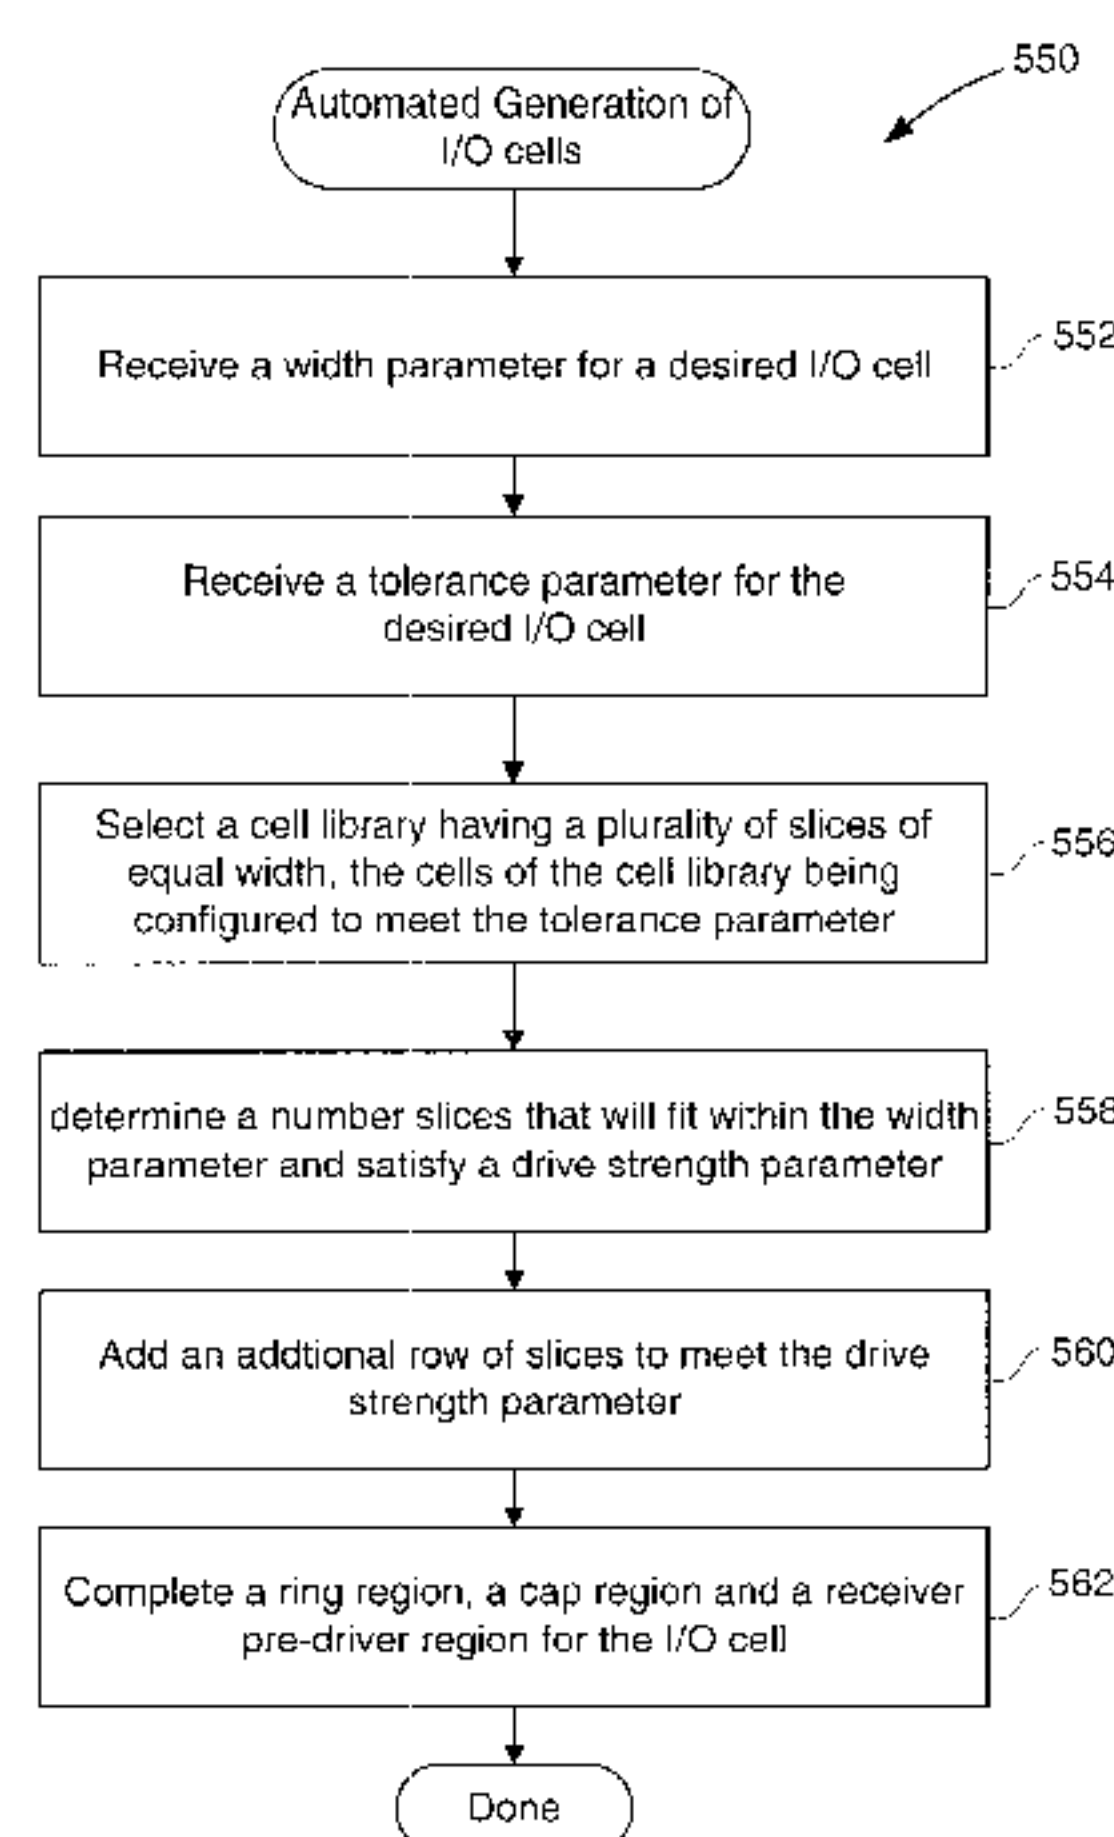 550
Automated Generation of
I/O cells
552
Receive a width parameter for a desired I/O cell
554
Receive a tolerance parameter for the
desired I/O cell
556
Select a cell library having a plurality of slices of
equal width, the cells of the cell library being
configured to meet the tolerance parameter
558
determine a number slices that will fit within the width
parameter and satisfy a drive strength parameter
560
Add an addtional row of slices to meet the drive
strength parameter
562
Complete a ring region, a cap region and a receiver
pre-driver region for the I/O cell
Done